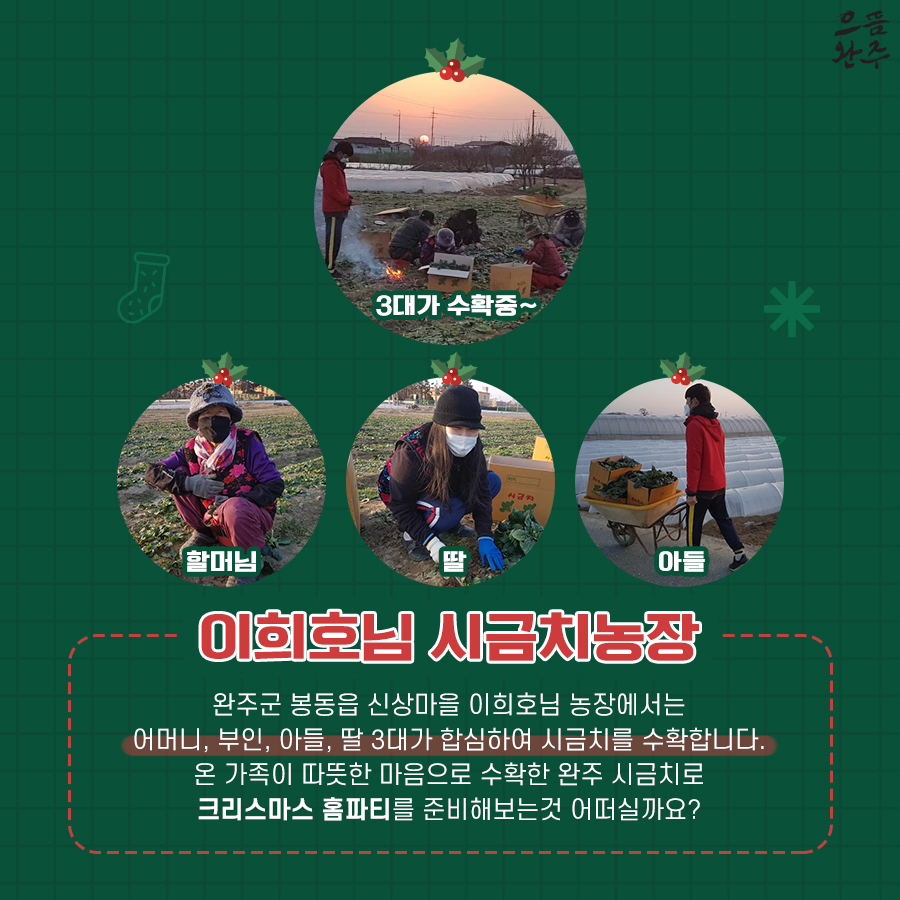 으뜸
완주
3대가 수확중~
할머님
딸
시금치
아들
이희호님 시금치농장
완주군 봉동읍 신상마을 이희호님 농장에서는
어머니, 부인, 아들, 딸 3대가 합심하여 시금치를 수확합니다.
온 가족이 따뜻한 마음으로 수확한 완주 시금치로
크리스마스 홈파티를 준비해보는것 어떠실까요?